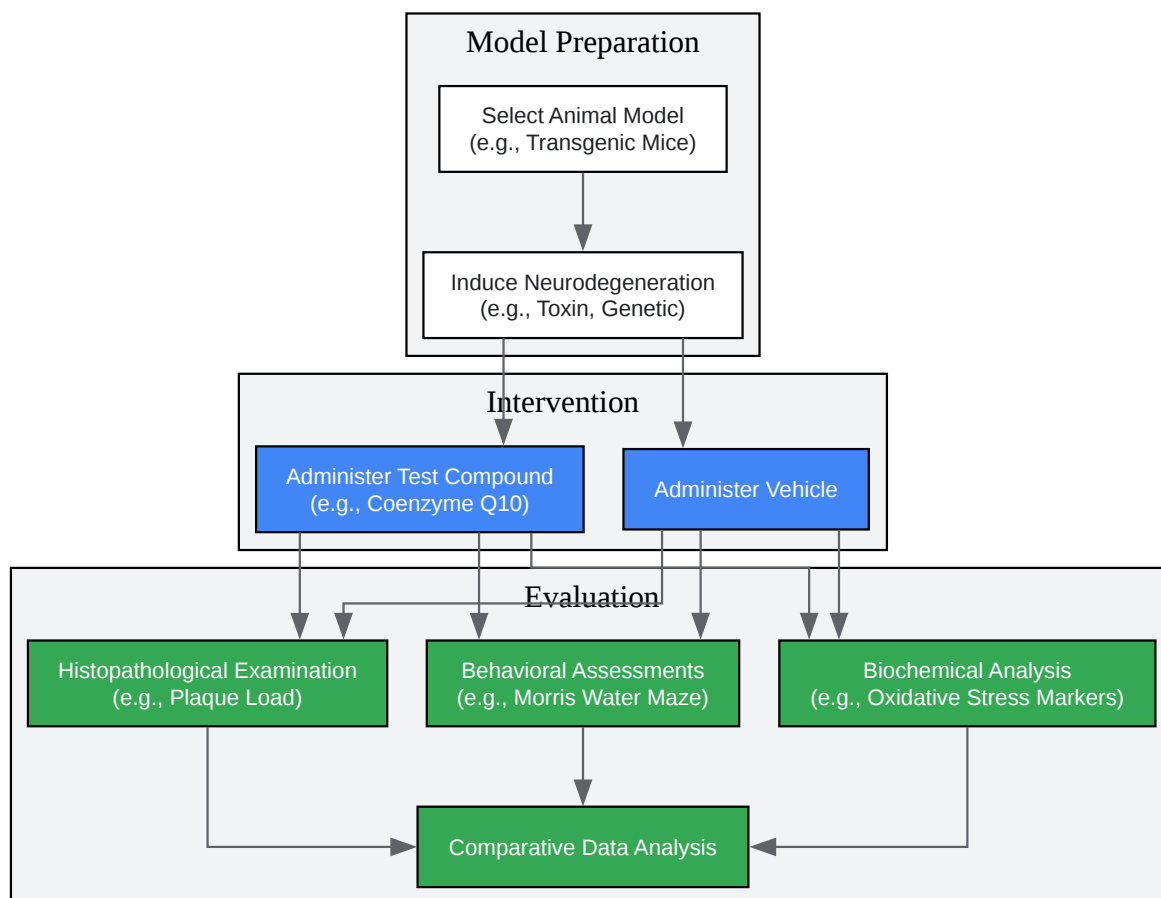 Model Preparation
Select Animal Model
(e.g., Transgenic Mice)
Induce Neurodegeneration
(e.g., Toxin, Genetic)
Intervention
Administer Test Compound
(e.g., Coenzyme Q10)
Administer Vehicle
Evaluation
Histopathological Examination
(e.g., Plaque Load)
Behavioral Assessments
(e.g., Morris Water Maze)
Biochemical Analysis
(e.g., Oxidative Stress Markers)
Comparative Data Analysis